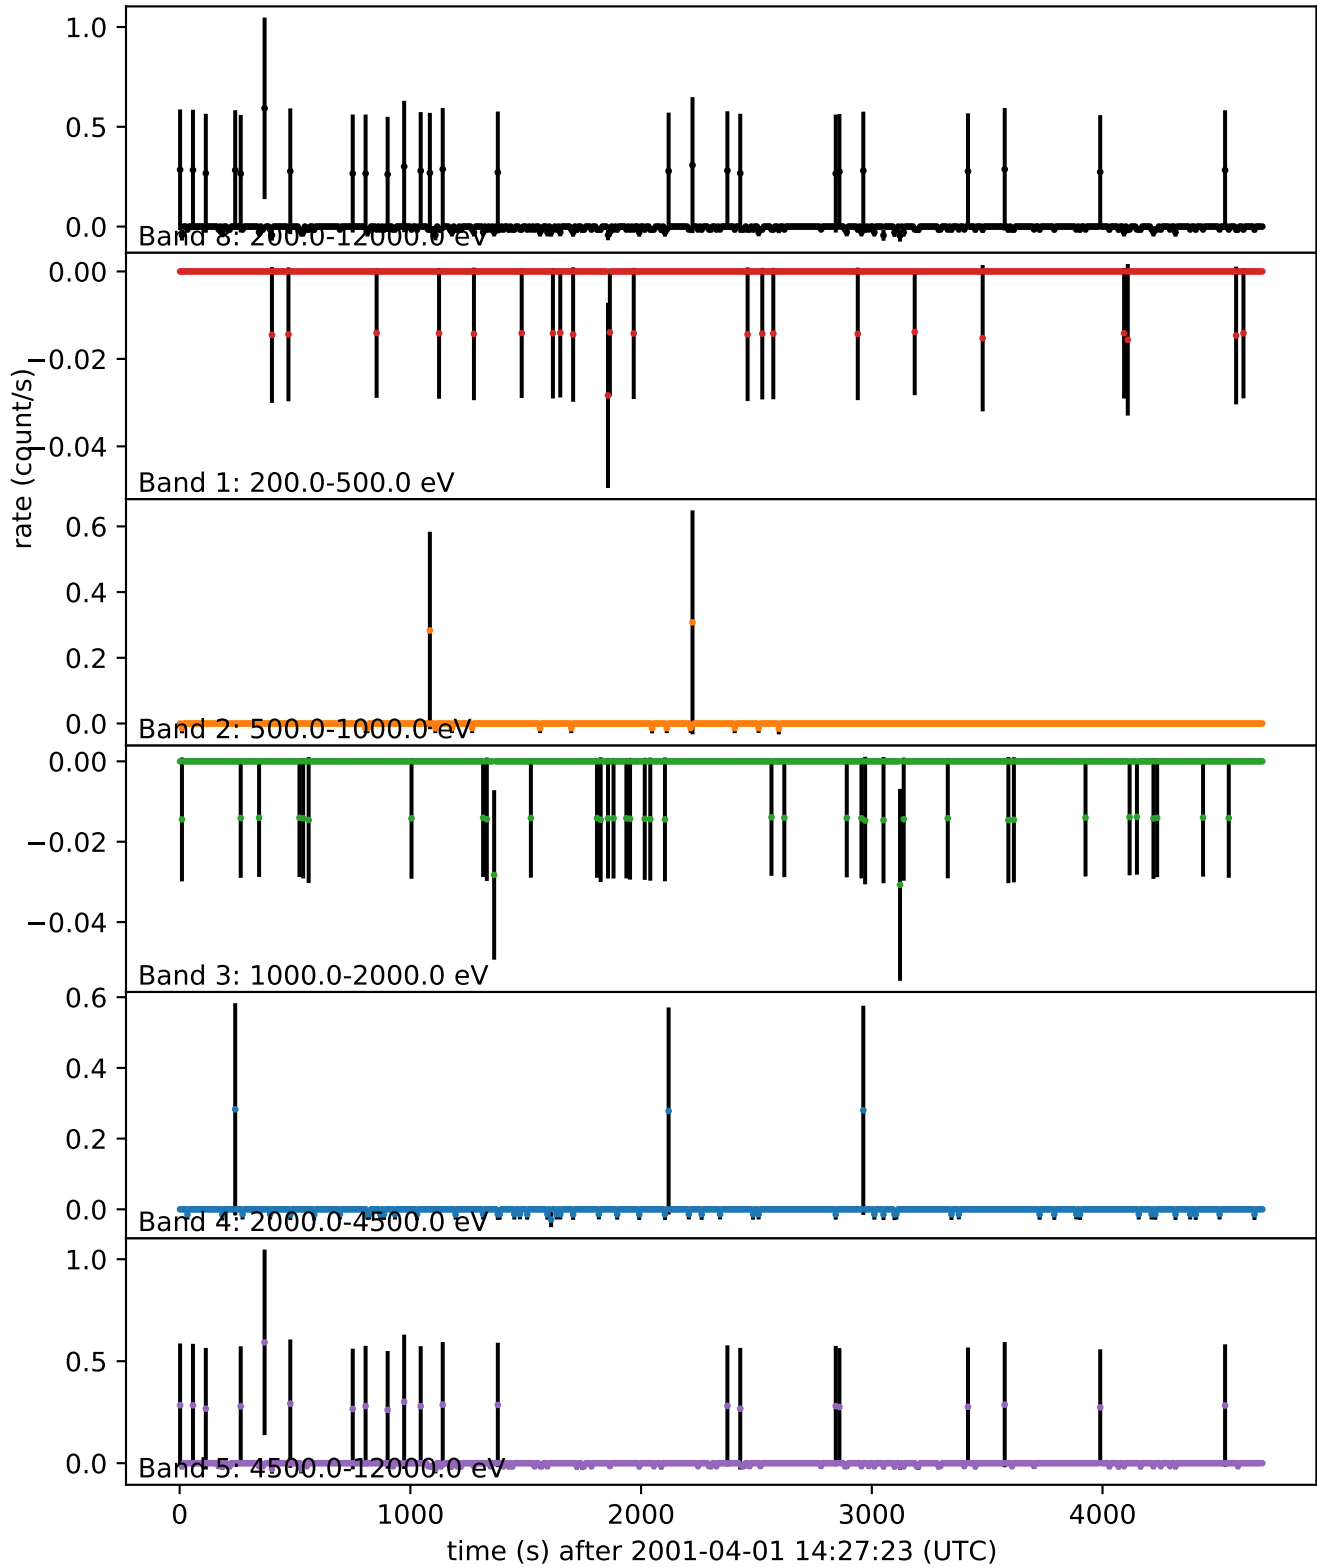 1.0
0.5
0.0
Band 8: 200.0-12000.0 eV
0.00
−0.02
−0.04
Band 1: 200.0-500.0 eV
rate (count/s)
0.6
0.4
0.2
0.0
Band 2: 500.0-1000.0 eV
0.00
−0.02
−0.04
Band 3: 1000.0-2000.0 eV
0.6
0.4
0.2
0.0
Band 4: 2000.0-4500.0 eV
1.0
0.5
0.0
Band 5: 4500.0-12000.0 eV
0 1000 2000 3000 4000
time (s) after 2001-04-01 14:27:23 (UTC)